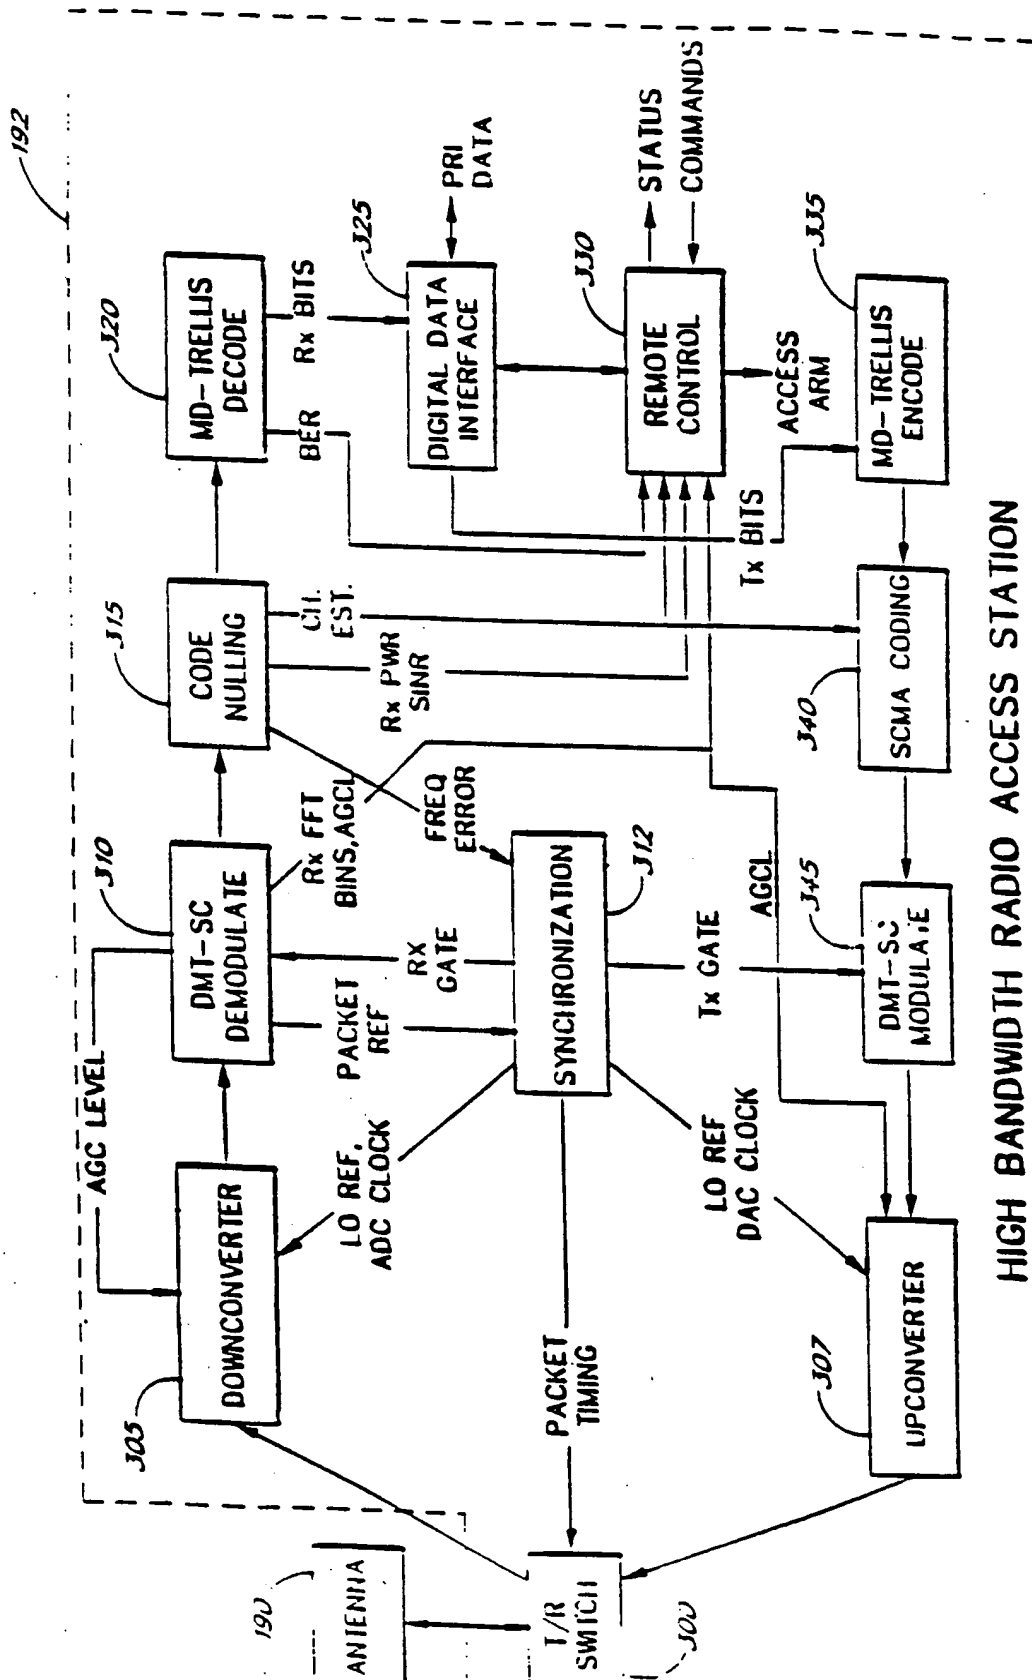 192
190
ANTENNA
T/R
SWITCH
300
305
DOWNCONVERTER
AGC LEVEL
310
DMT-SC
DEMODULATE
315
CODE
NULLING
320
MD-TRELLIS
DECODE
Rx BITS
BER
325
DIGITAL DATA
INTERFACE
PRI
DATA
330
REMOTE
CONTROL
STATUS
COMMANDS
ACCESS
ARM
335
MD-TRELLIS
ENCODE
Tx BITS
CH.
EST.
Rx PWR
SINR
Rx FFT
BINS,AGCL
FREQ
ERROR
RX
GATE
PACKET
REF
LO REF,
ADC CLOCK
312
SYNCHRONIZATION
PACKET
TIMING
Tx GATE
LO REF
DAC CLOCK
AGCL
340
SCMA CODING
345
DMT-SC
MODULATE
307
UPCONVERTER
HIGH BANDWIDTH RADIO ACCESS STATION